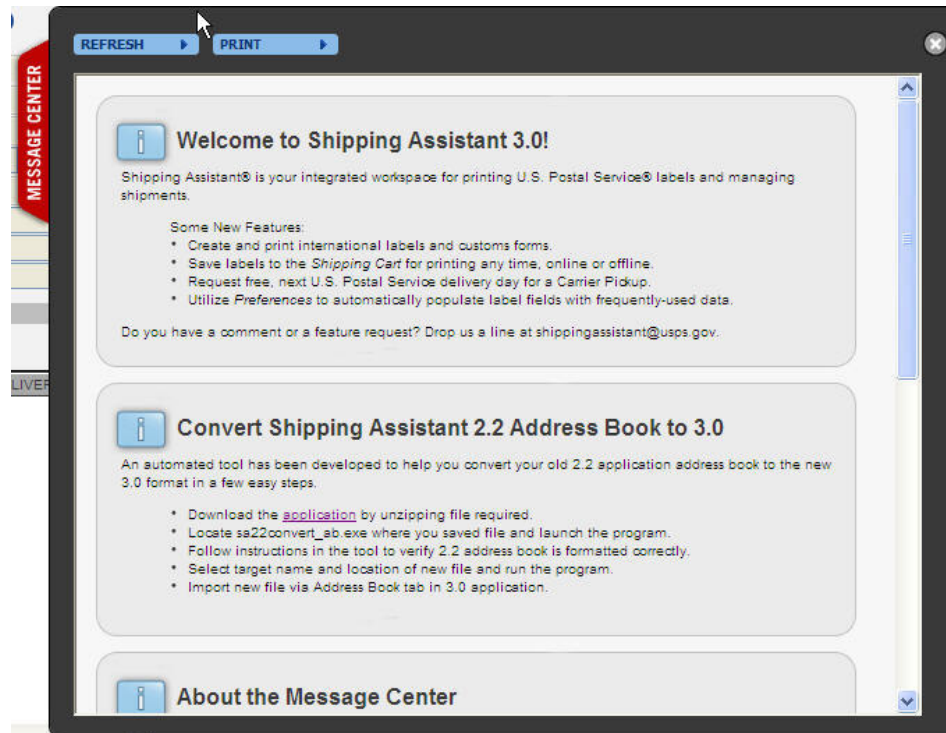 REFRESH
PRINT
MESSAGE CENTER
Welcome to Shipping Assistant 3.0!
Shipping Assistant® is your integrated workspace for printing U.S. Postal Service® labels and managing
shipments.
Some New Features:
• Create and print international labels and customs forms.
• Save labels to the Shipping Cart for printing any time, online or offline.
• Request free, next U.S. Postal Service delivery day for a Carrier Pickup.
• Utilize Preferences to automatically populate label fields with frequently-used data.
Do you have a comment or a feature request? Drop us a line at shippingassistant@usps.gov.
LIVER
Convert Shipping Assistant 2.2 Address Book to 3.0
An automated tool has been developed to help you convert your old 2.2 application address book to the new
3.0 format in a few easy steps.
• Download the application by unzipping file required.
• Locate sa22convert_ab.exe where you saved file and launch the program.
• Follow instructions in the tool to verify 2.2 address book is formatted correctly.
• Select target name and location of new file and run the program.
• Import new file via Address Book tab in 3.0 application.
About the Message Center